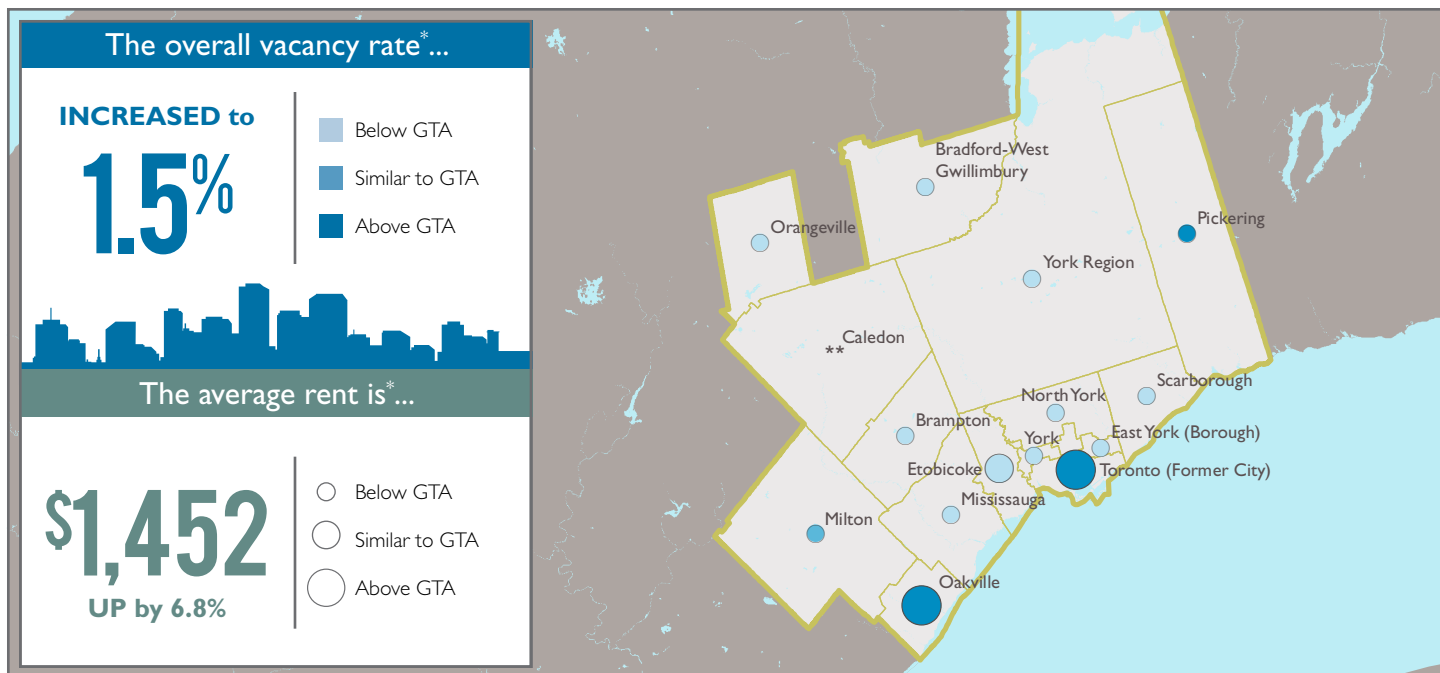 The overall vacancy rate*...
INCREASED to
1.5%
Below GTA
Similar to GTA
Above GTA
The average rent is*...
$1,452
UP by 6.8%
Below GTA
Similar to GTA
Above GTA
Bradford-West
Gwillimbury
Orangeville
Pickering
York Region
Caledon
**
Scarborough
North York
Brampton
East York (Borough)
York
Etobicoke
Toronto (Former City)
Mississauga
Milton
Oakville